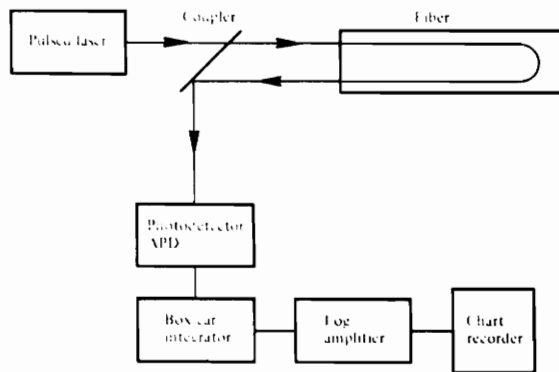 Coupler
Fiber
Pulsed laser
Photodetector
APD
Box car
integrator
Log
amplifier
Chart
recorder